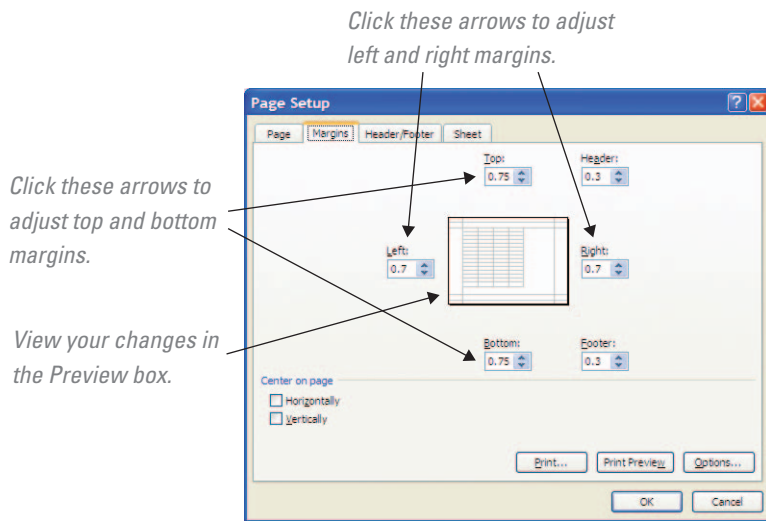 Click these arrows to adjust
left and right margins.
Page Setup
Page Margins Header/Footer Sheet
Top: Header:
0.75 0.3
Click these arrows to
adjust top and bottom
margins.
Left: Right:
0.7 0.7
View your changes in
the Preview box.
Bottom: Footer:
0.75 0.3
Center on page
Horizontally
Vertically
Print... Print Preview Options...
OK Cancel